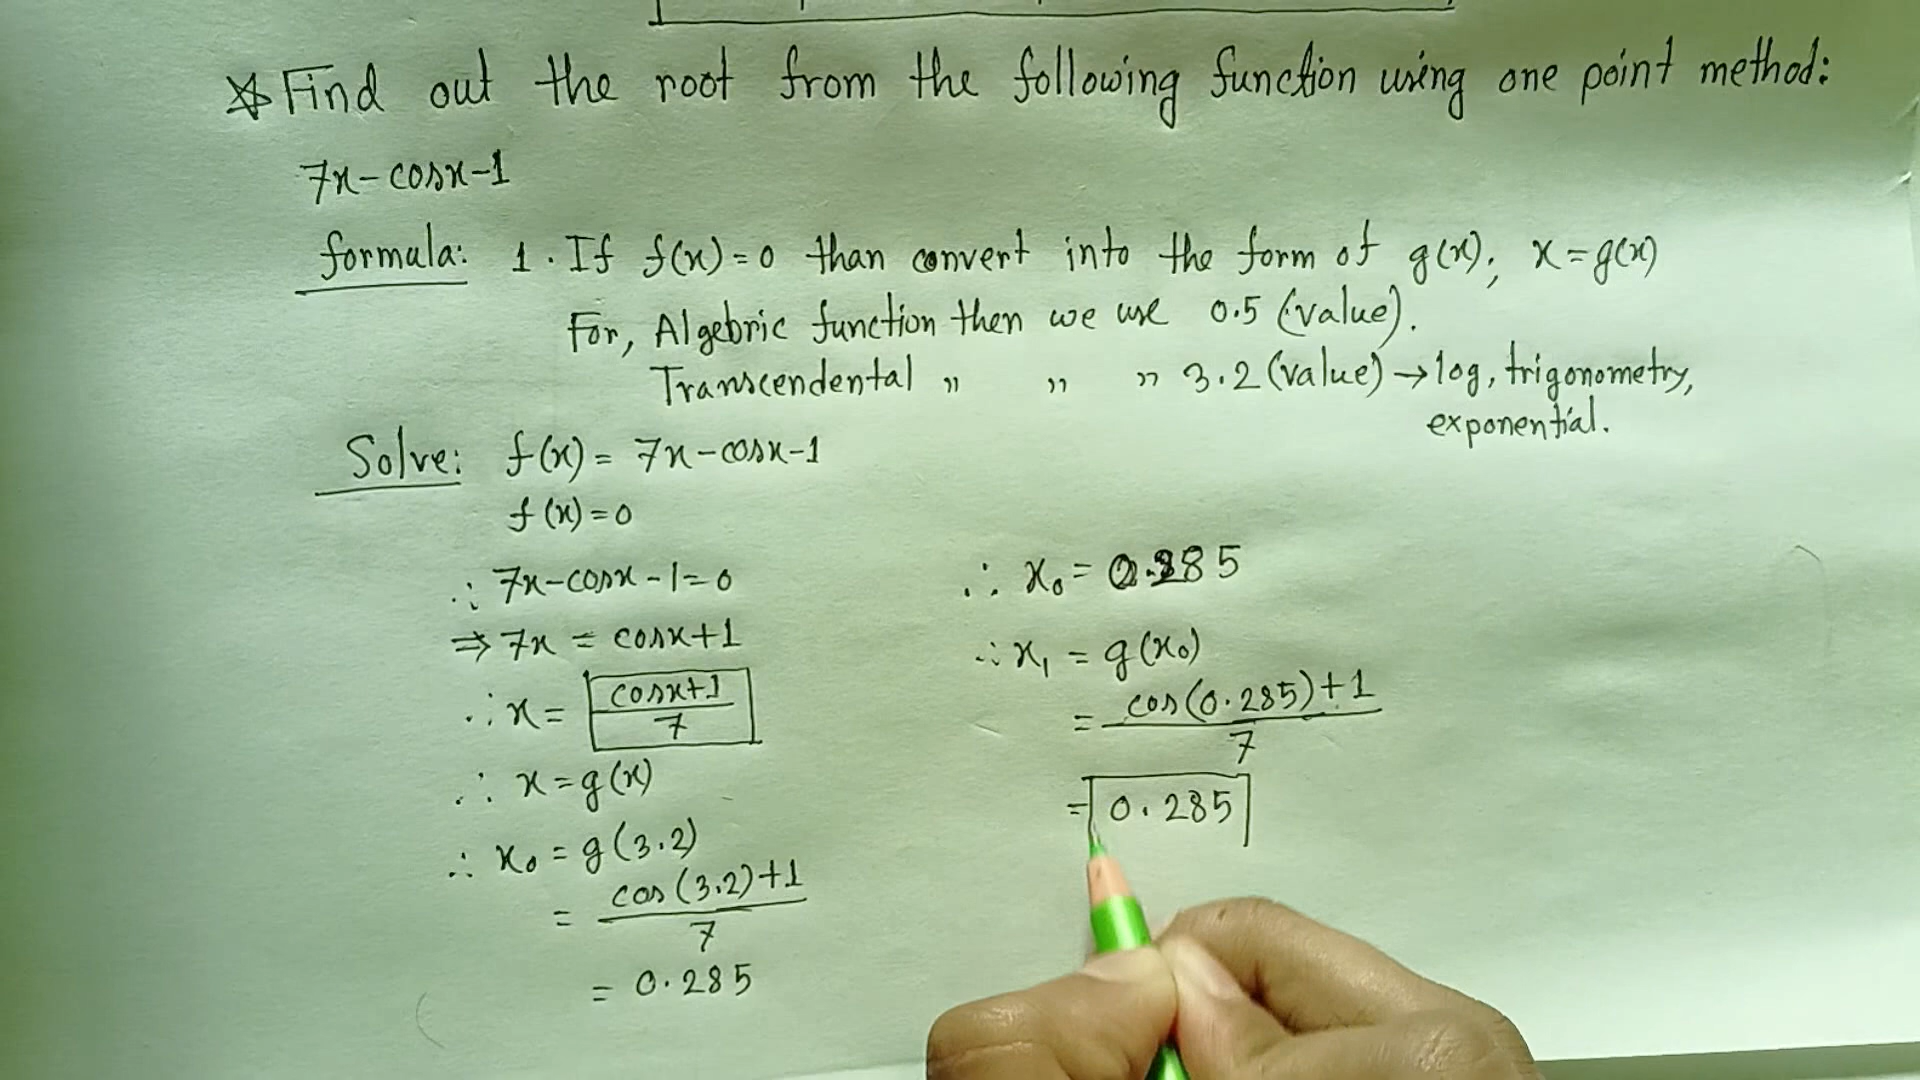 Find out the root from the following function using one point method:
7x-cosx-1
formula: 1. If f(x)=0 than convert into the form of g(x); x=g(x)
For, Algebric function then we use 0.5 (value).
Transcendental " " " 3.2 (value) → log, trigonometry,
exponential.
Solve: f(x) = 7x-cosx-1
f(x)=0
∴ 7x-cosx-1=0
⇒ 7x = cosx+1
∴ x = cosx+1
7
∴ x=g(x)
∴ x₀ = g(3.2)
= cos(3.2)+1
7
= 0.285
∴ x₀ = 0.285
∴ x₁ = g(x₀)
= cos(0.285)+1
7
= 0.285